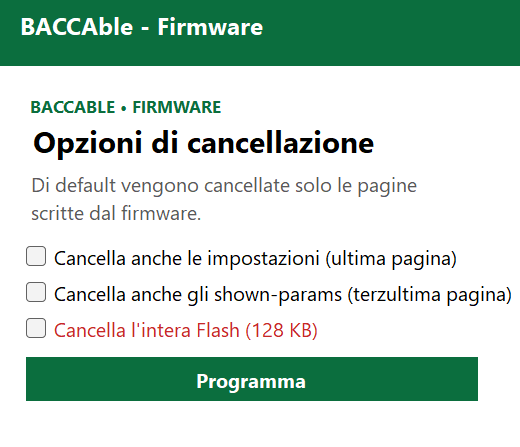 BACCAble - Firmware
BACCABLE • FIRMWARE
Opzioni di cancellazione
Di default vengono cancellate solo le pagine
scritte dal firmware.
Cancella anche le impostazioni (ultima pagina)
Cancella anche gli shown-params (terzultima pagina)
Cancella l'intera Flash (128 KB)
Programma